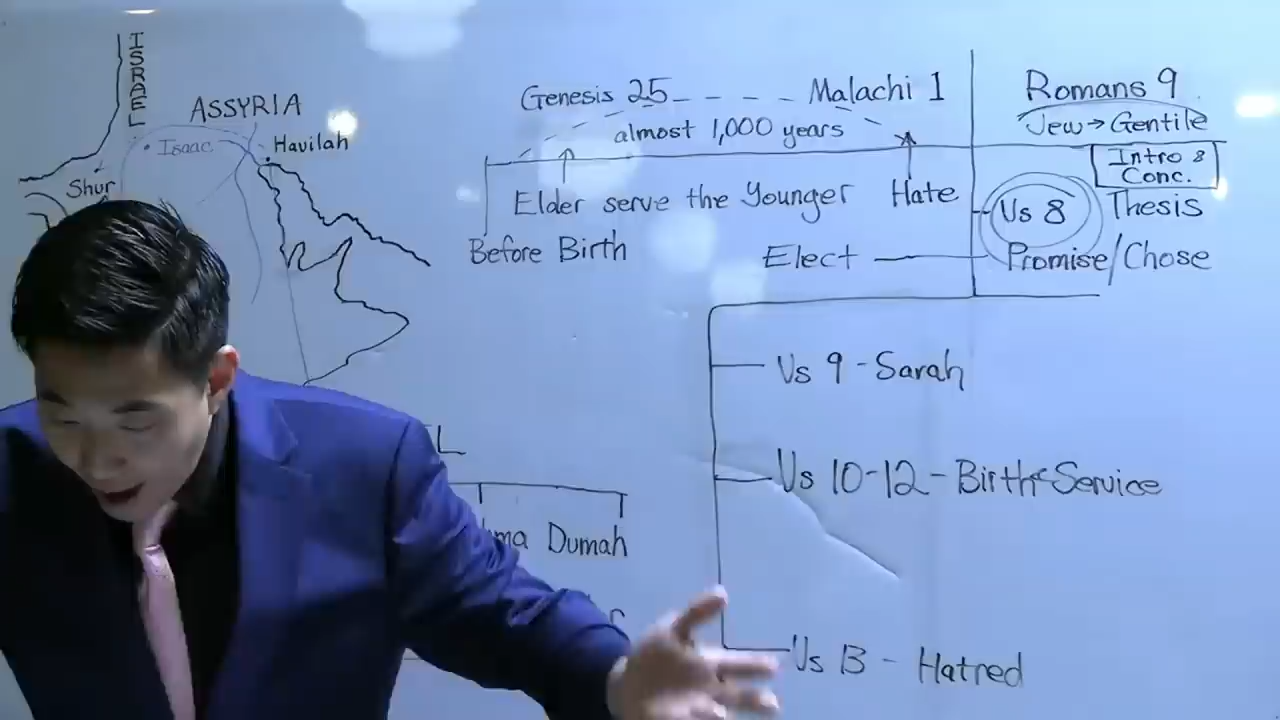 ISRAEL
ASSYRIA
Isaac
Havilah
Shur
Genesis 25 - - - - Malachi 1
almost 1,000 years
Elder serve the Younger
Hate
Before Birth
Elect
Romans 9
Jew → Gentile
Intro &
Conc.
Vs 8 Thesis
Promise/Chose
Vs 9 - Sarah
Vs 10-12 - Birth & Service
Vs 13 - Hatred
Dumah